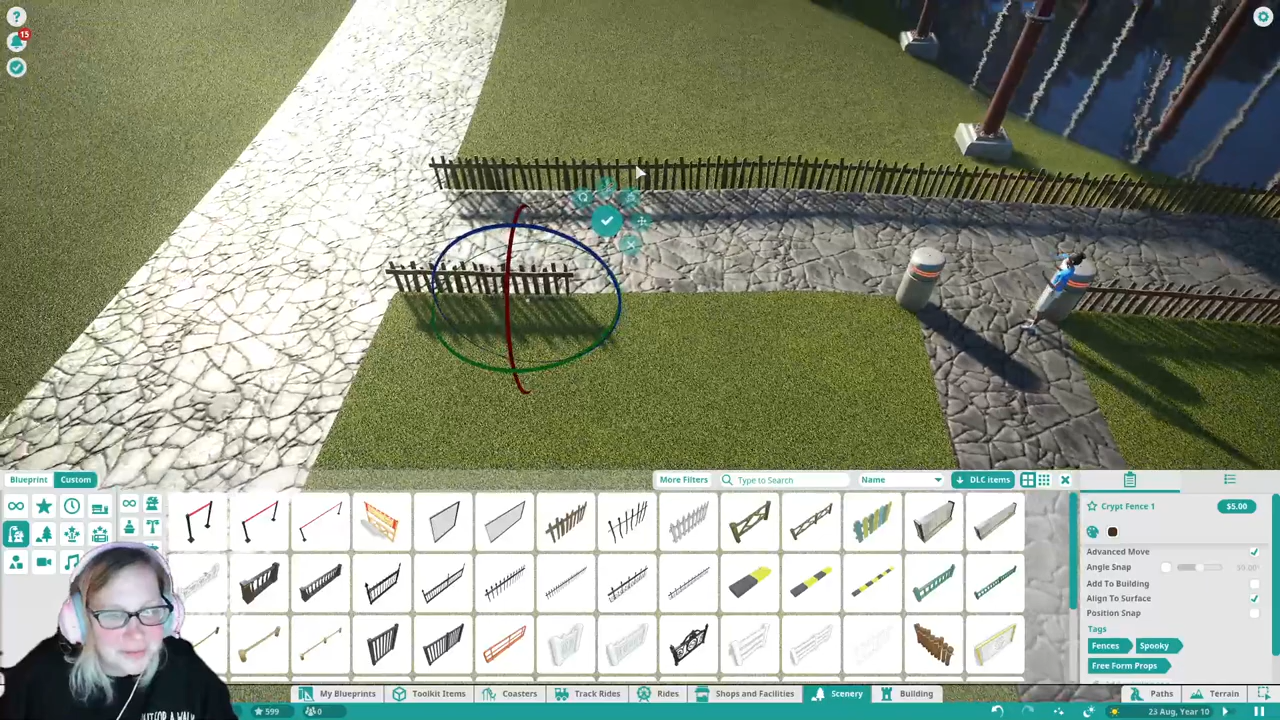 ?
15
Blueprint
Custom
More Filters
Type to Search
Name
DLC items
Crypt Fence 1
$5.00
Advanced Move
Angle Snap
Add To Building
Align To Surface
Position Snap
Tags
Fences
Spooky
Free Form Props
My Blueprints
Toolkit Items
Coasters
Track Rides
Rides
Shops and Facilities
Scenery
Building
Paths
Terrain
599
0
23 Aug, Year 10